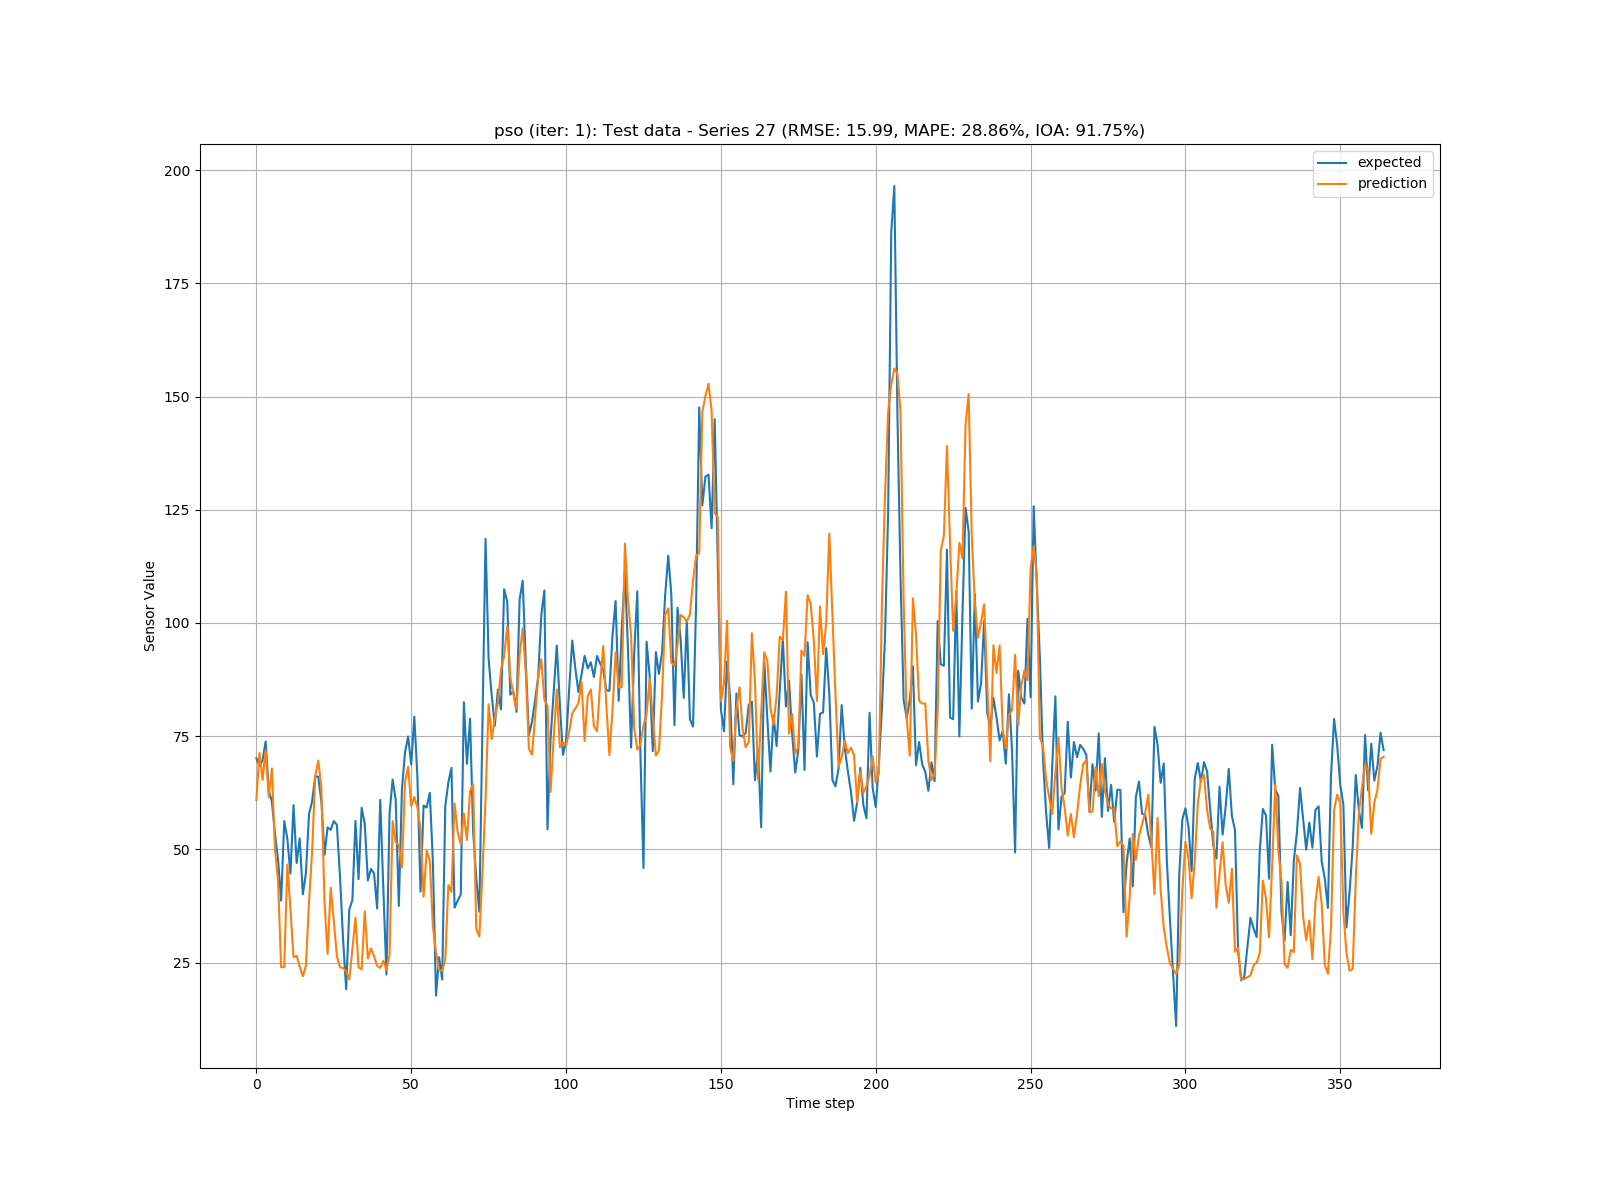 pso (iter: 1): Test data - Series 27 (RMSE: 15.99, MAPE: 28.86%, IOA: 91.75%)
expected
prediction
200
175
150
125
100
75
50
25
Sensor Value
0 50 100 150 200 250 300 350
Time step